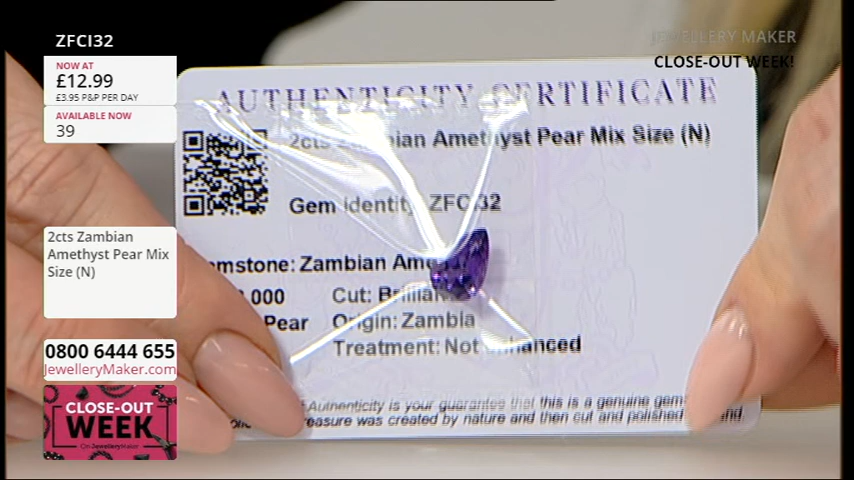 ZFCI32
NOW AT
£12.99
£3.95 P&P PER DAY
AVAILABLE NOW
39
2cts Zambian
Amethyst Pear Mix
Size (N)
0800 6444 655
JewelleryMaker.com
CLOSE-OUT
WEEK
On JewelleryMaker
JEWELLERY MAKER
CLOSE-OUT WEEK!
AUTHENTICITY CERTIFICATE
2cts Zambian Amethyst Pear Mix Size (N)
Gem Identity ZFCI32
Gemstone: Zambian
.000 Cut:
Pear Origin: Zambia
Treatment: Not enhanced
Authenticity is your guarantee that this is a genuine
was created by nature and then cut and polished